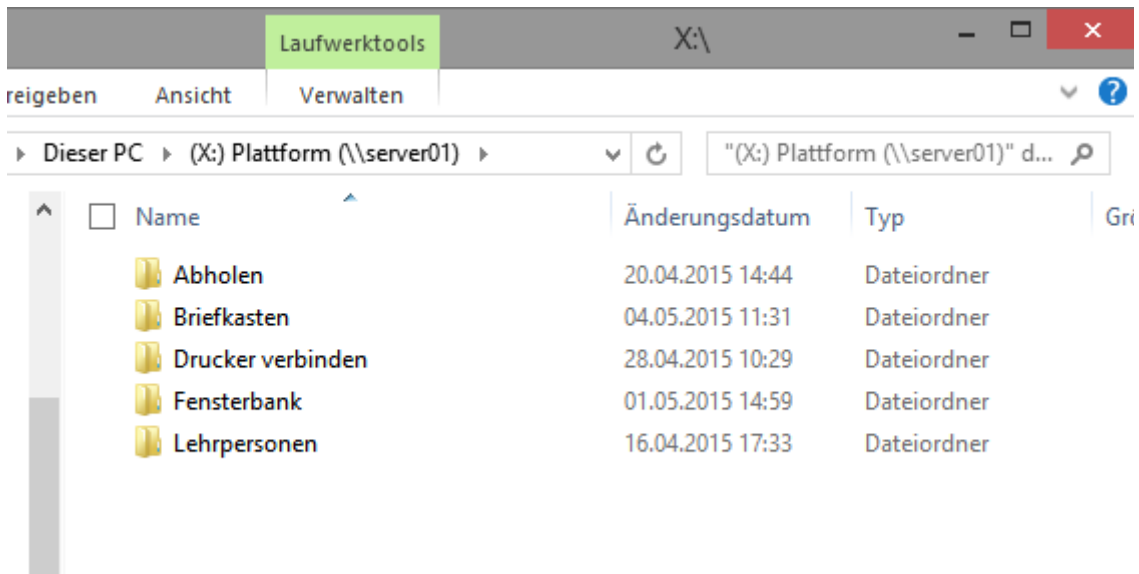 Laufwerktools X:\
reigeben Ansicht Verwalten
Dieser PC (X:) Plattform (\\server01) "(X:) Plattform (\\server01)" d...
Name Änderungsdatum Typ Grö
Abholen 20.04.2015 14:44 Dateiordner
Briefkasten 04.05.2015 11:31 Dateiordner
Drucker verbinden 28.04.2015 10:29 Dateiordner
Fensterbank 01.05.2015 14:59 Dateiordner
Lehrpersonen 16.04.2015 17:33 Dateiordner